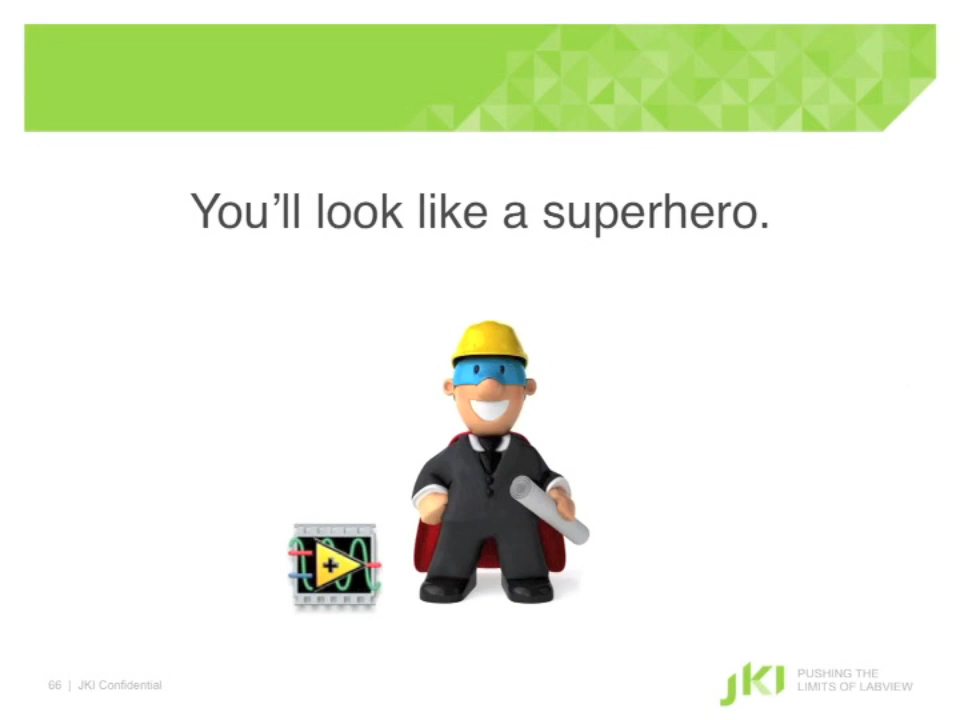 You’ll look like a superhero.
66 | JKI Confidential
JKI
PUSHING THE
LIMITS OF LABVIEW